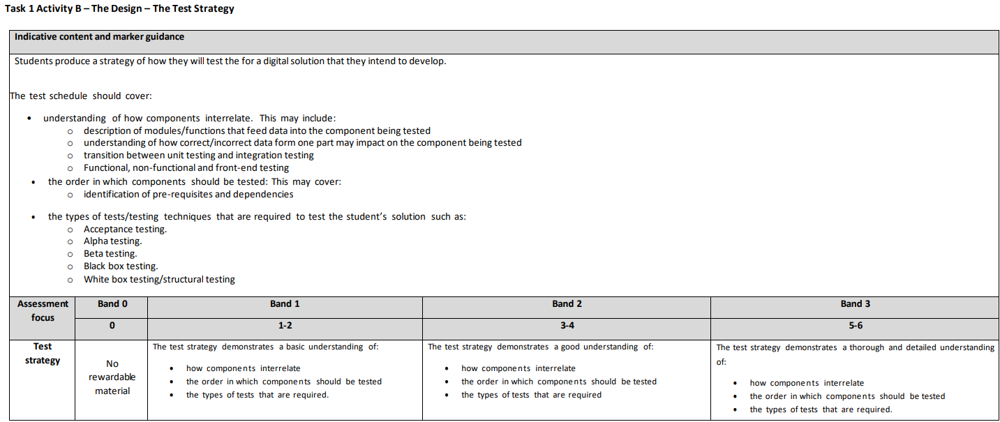 Task 1 Activity B – The Design – The Test Strategy
Indicative content and marker guidance
Students produce a strategy of how they will test the for a digital solution that they intend to develop.
The test schedule should cover:
• understanding of how components interrelate. This may include:
o description of modules/functions that feed data into the component being tested
o understanding of how correct/incorrect data form one part may impact on the component being tested
o transition between unit testing and integration testing
o Functional, non-functional and front-end testing
• the order in which components should be tested: This may cover:
o identification of pre-requisites and dependencies
• the types of tests/testing techniques that are required to test the student’s solution such as:
o Acceptance testing.
o Alpha testing.
o Beta testing.
o Black box testing.
o White box testing/structural testing
Assessment focus
Band 0
Band 1
Band 2
Band 3
0
1-2
3-4
5-6
Test
strategy
No
rewardable
material
The test strategy demonstrates a basic understanding of:
• how components interrelate
• the order in which components should be tested
• the types of tests that are required.
The test strategy demonstrates a good understanding of:
• how components interrelate
• the order in which components should be tested
• the types of tests that are required
The test strategy demonstrates a thorough and detailed understanding
of:
• how components interrelate
• the order in which components should be tested
• the types of tests that are required.